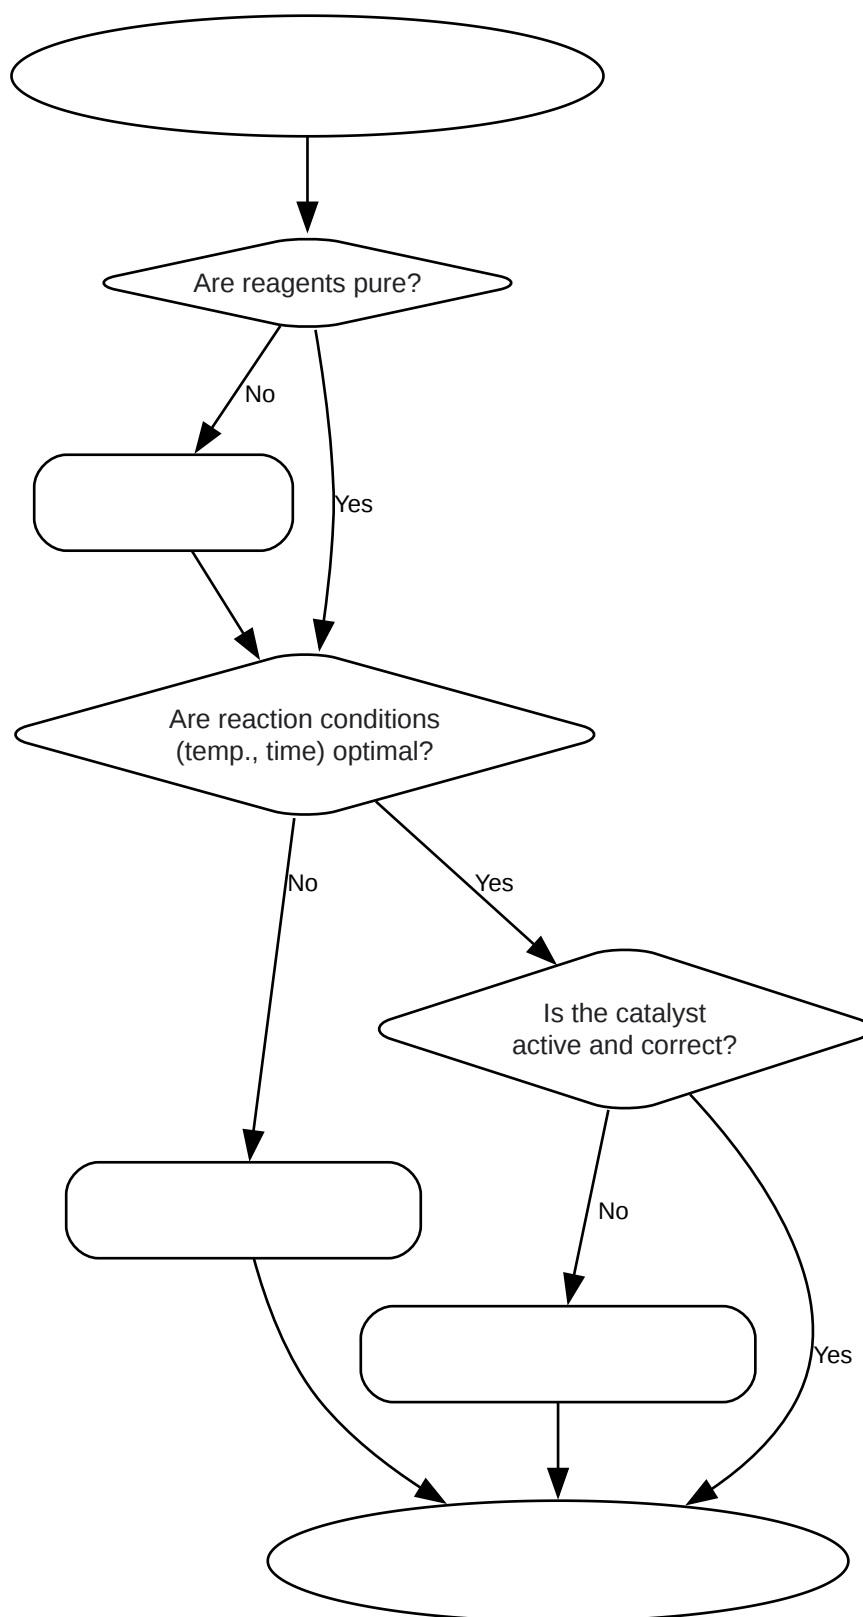 Are reagents pure?
No
Yes
Are reaction conditions
(temp., time) optimal?
No
Yes
Is the catalyst
active and correct?
No
Yes